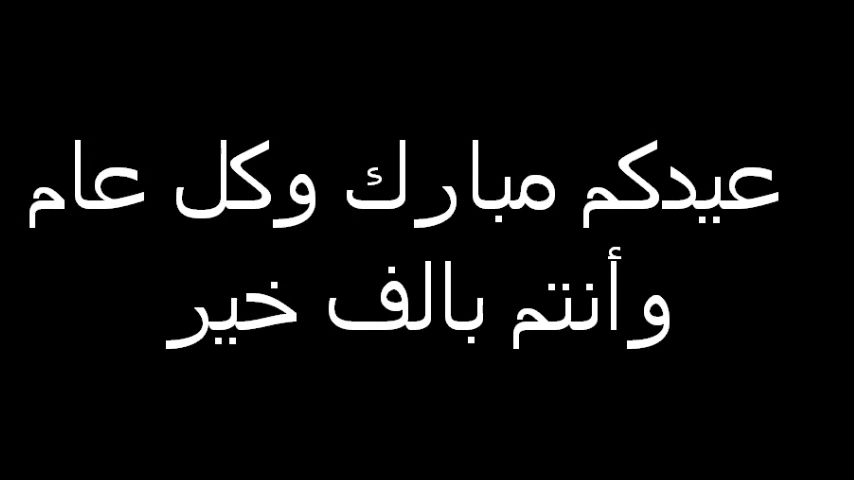 عيدكم مبارك وكل عام
وأنتم بالف خير